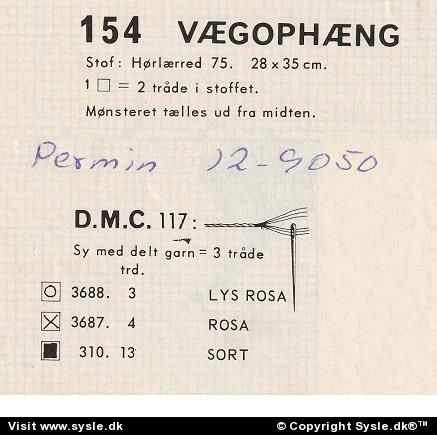 154 VÆGOPHÆNG
Stof: Hørlærred 75. 28 x 35 cm.
1 □ = 2 tråde i stoffet.
Mønsteret tælles ud fra midten.
Permin 12-9050
D.M.C. 117:
Sy med delt garn = 3 tråde
trd.
3688. 3 LYS ROSA
3687. 4 ROSA
310. 13 SORT
Visit www.sysle.dk © Copyright Sysle.dk®™